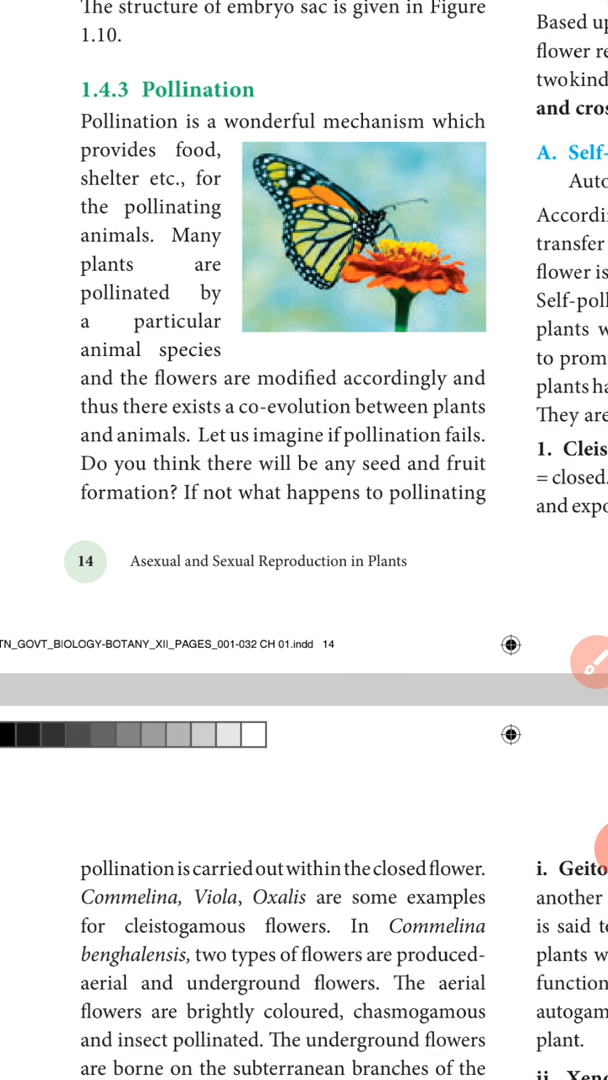 The structure of embryo sac is given in Figure
1.10.
1.4.3 Pollination
Pollination is a wonderful mechanism which
provides food,
shelter etc., for
the pollinating
animals. Many
plants are
pollinated by
a particular
animal species
and the flowers are modified accordingly and
thus there exists a co-evolution between plants
and animals. Let us imagine if pollination fails.
Do you think there will be any seed and fruit
formation? If not what happens to pollinating
Based up
flower re
two kind
and cros
A. Self-
Auto
Accordi
transfer
flower is
Self-poll
plants w
to prom
plants ha
They are
1. Cleis
= closed.
and expo
14 Asexual and Sexual Reproduction in Plants
TN_GOVT_BIOLOGY-BOTANY_XII_PAGES_001-032 CH 01.indd 14
pollination is carried out within the closed flower.
Commelina, Viola, Oxalis are some examples
for cleistogamous flowers. In Commelina
benghalensis, two types of flowers are produced-
aerial and underground flowers. The aerial
flowers are brightly coloured, chasmogamous
and insect pollinated. The underground flowers
are borne on the subterranean branches of the
i. Geito
another
is said to
plants w
function
autogam
plant.
ii. Xeno